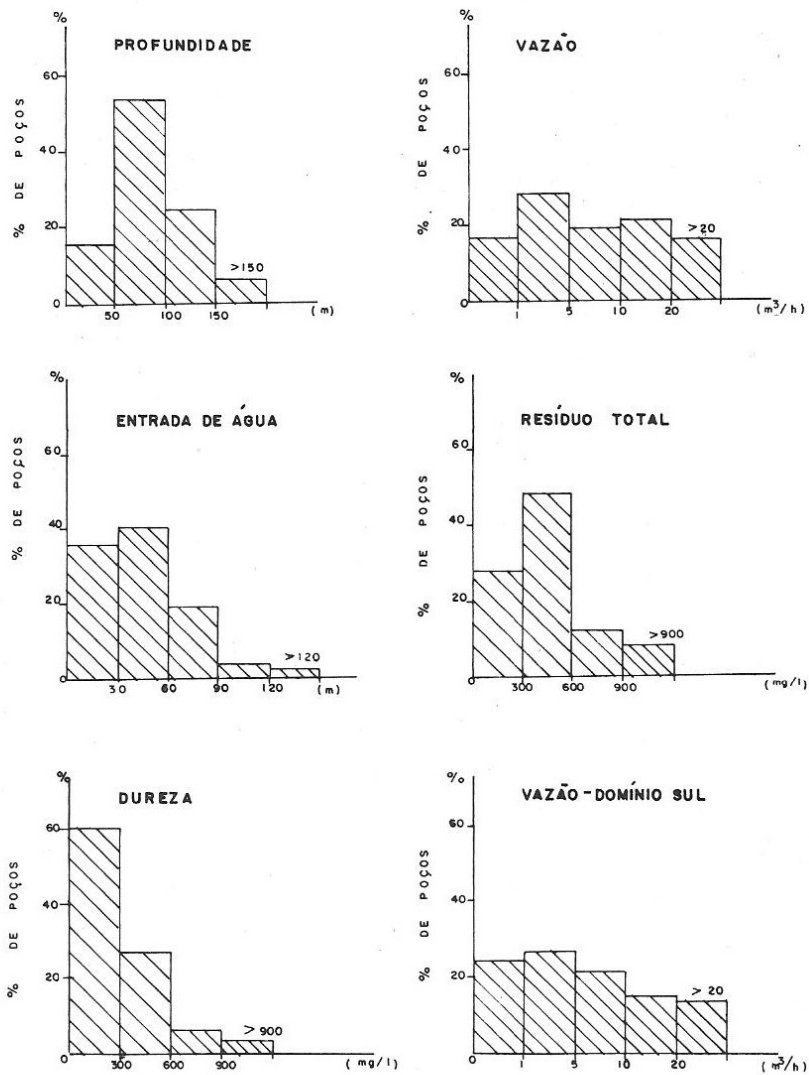 %
PROFUNDIDADE
% DE POÇOS
60
40
20
0
>150
50 100 150 (m)
%
VAZÃO
% DE POÇOS
60
40
20
0
>20
1 5 10 20 (m³/h)
%
ENTRADA DE ÁGUA
% DE POÇOS
60
40
20
0
>120
30 60 90 120 (m)
%
RESÍDUO TOTAL
% DE POÇOS
60
40
20
>900
0 300 600 900 (mg/l)
%
DUREZA
% DE POÇOS
60
40
20
>900
0 300 600 900 (mg/l)
%
VAZÃO-DOMÍNIO SUL
% DE POÇOS
60
40
20
> 20
0 1 5 10 20 (m³/h)